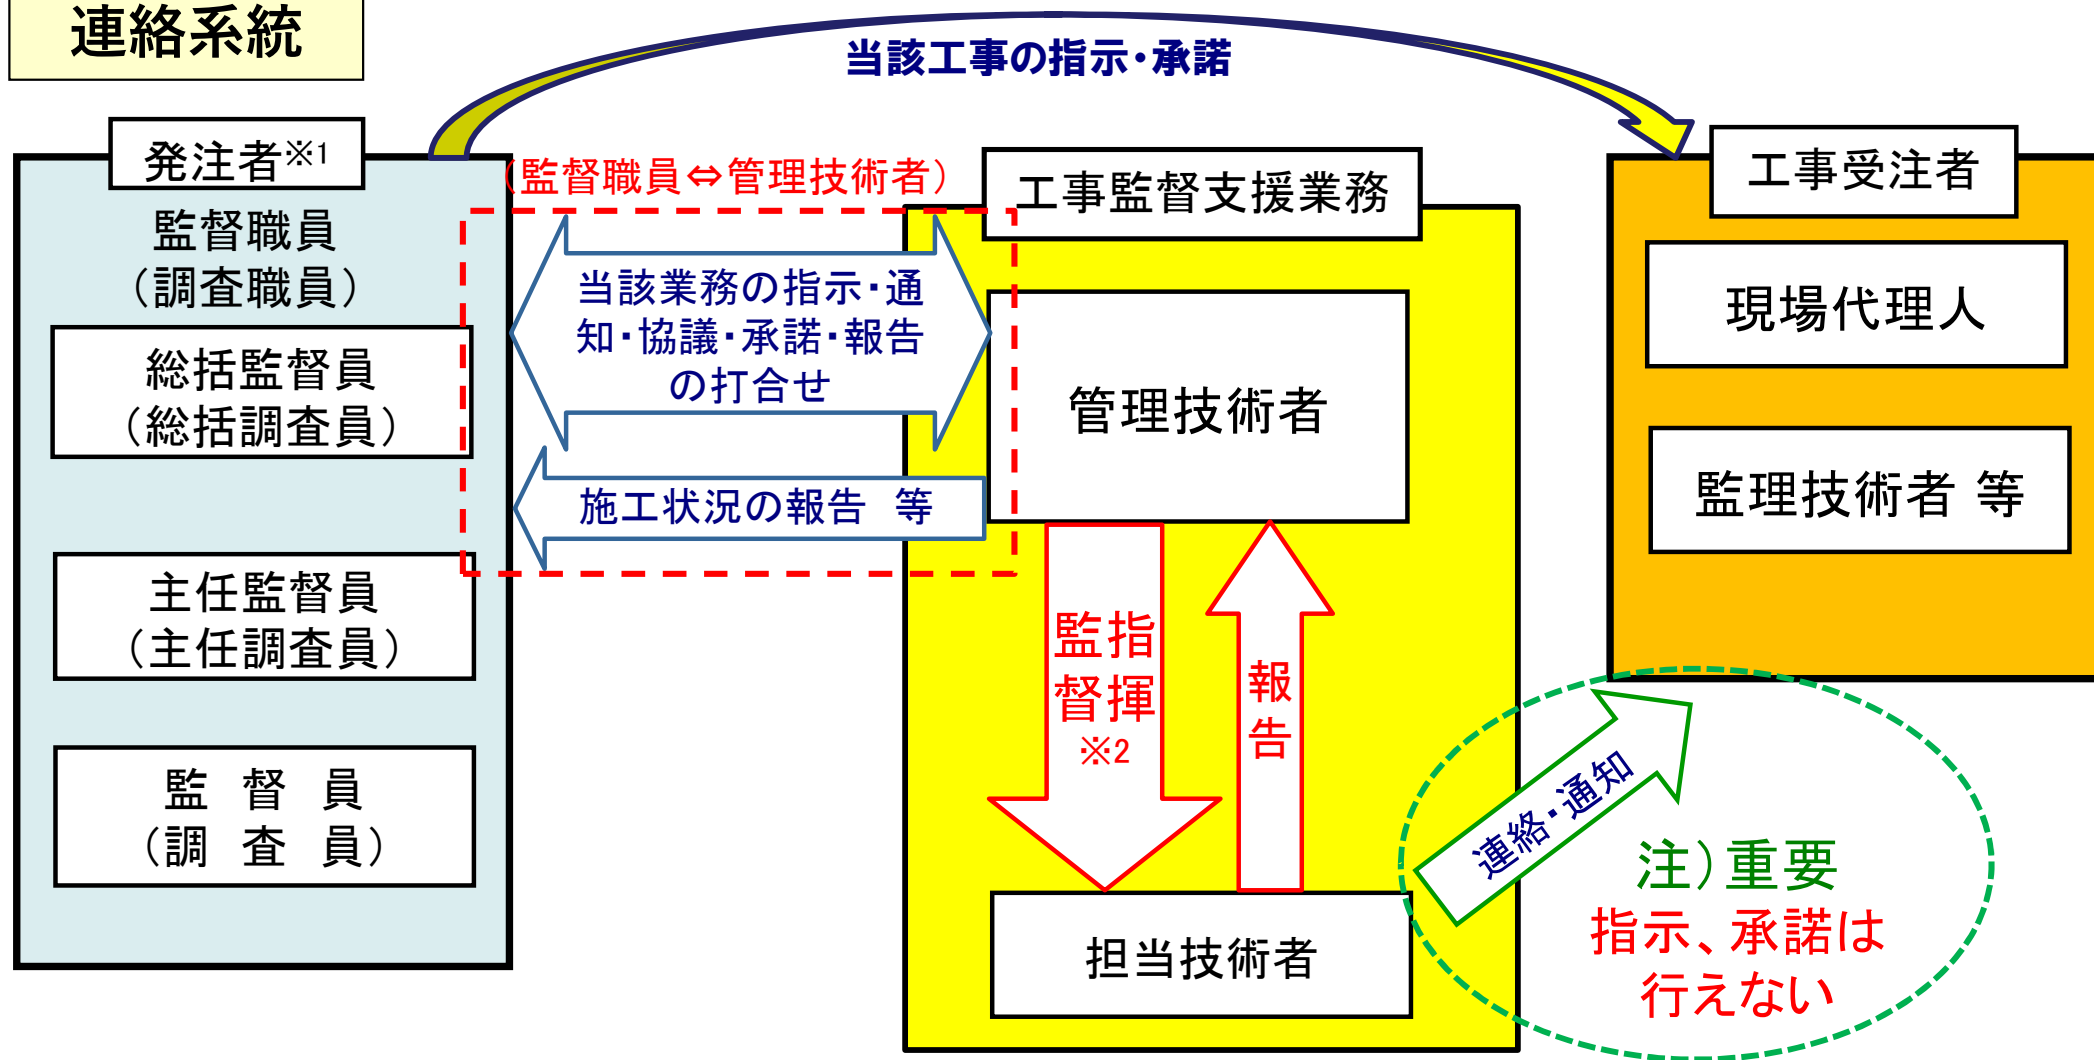 連絡系統
当該工事の指示・承諾
発注者※1
監督職員
（調査職員）
総括監督員
（総括調査員）
主任監督員
（主任調査員）
監　督　員
（調　査　員）
（監督職員⇔管理技術者）
当該業務の指示・通
知・協議・承諾・報告
の打合せ
施工状況の報告　等
工事監督支援業務
管理技術者
監指
督揮
※2
報
告
担当技術者
工事受注者
現場代理人
監理技術者 等
連絡・通知
注）重要
指示、承諾は
行えない